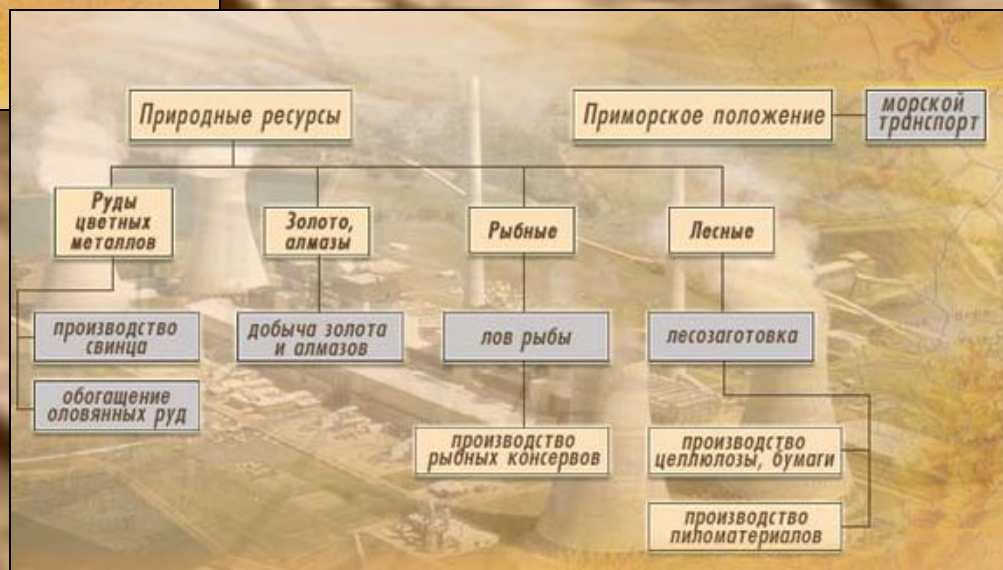 Природные ресурсы
Приморское положение
морской
транспорт
Руды
цветных
металлов
Золото,
алмазы
Рыбные
Лесные
производство
свинца
добыча золота
и алмазов
лов рыбы
лесозаготовка
обогащение
оловянных руд
производство
рыбных консервов
производство
целлюлозы, бумаги
производство
пиломатериалов